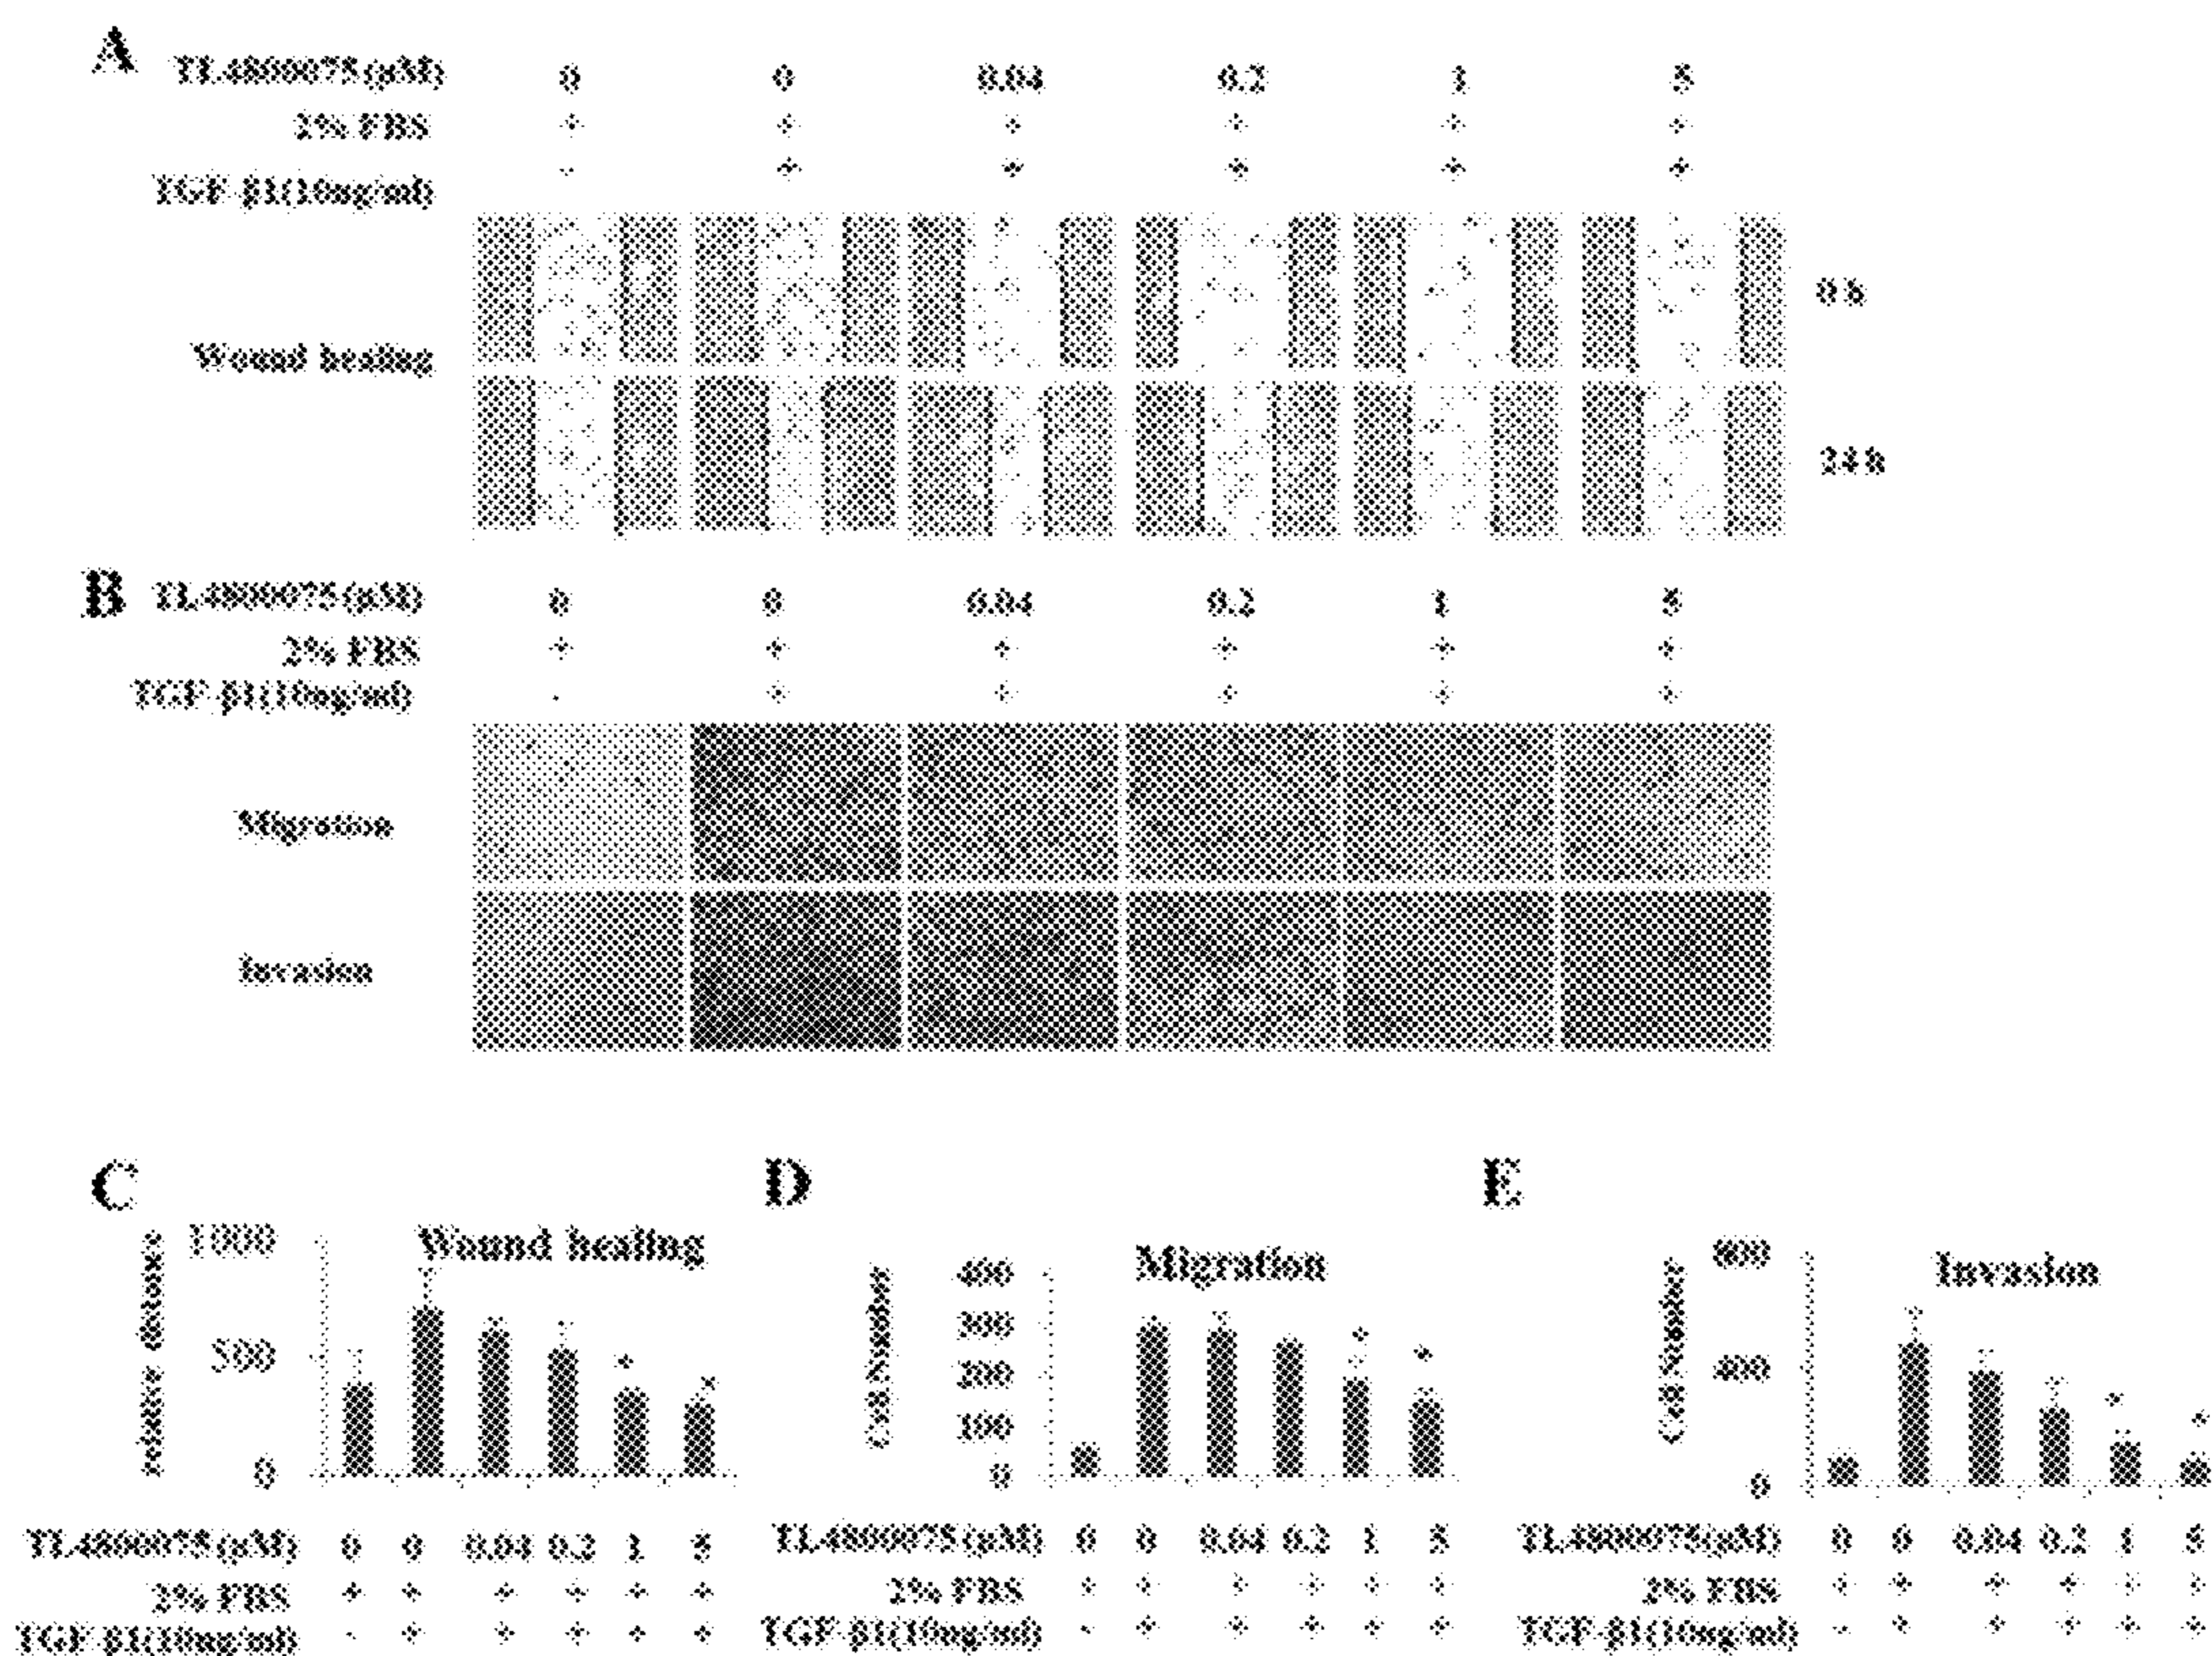 A
TL4800075 (μM) 0 0 0.04 0.2 1 5
2% FBS + + + + + +
TGF-β1(10ng/ml) - + + + + +
0 h
Wound healing
24 h
B
TL4800075 (μM) 0 0 0.04 0.2 1 5
2% FBS + + + + + +
TGF-β1(10ng/ml) - + + + + +
Migration
Invasion
C D E
1000 Wound healing
500
0
Cell Number
400 Migration
300
200
100
0
Cell Number
800 Invasion
400
0
TL4800075 (μM) 0 0 0.04 0.2 1 5
2% FBS + + + + + +
TGF-β1(10ng/ml) - + + + + +
TL4800075 (μM) 0 0 0.04 0.2 1 5
2% FBS + + + + + +
TGF-β1(10ng/ml) - + + + + +
TL4800075(μM) 0 0 0.04 0.2 1 5
2% FBS + + + + + +
TGF-β1(10ng/ml) - + + + + +